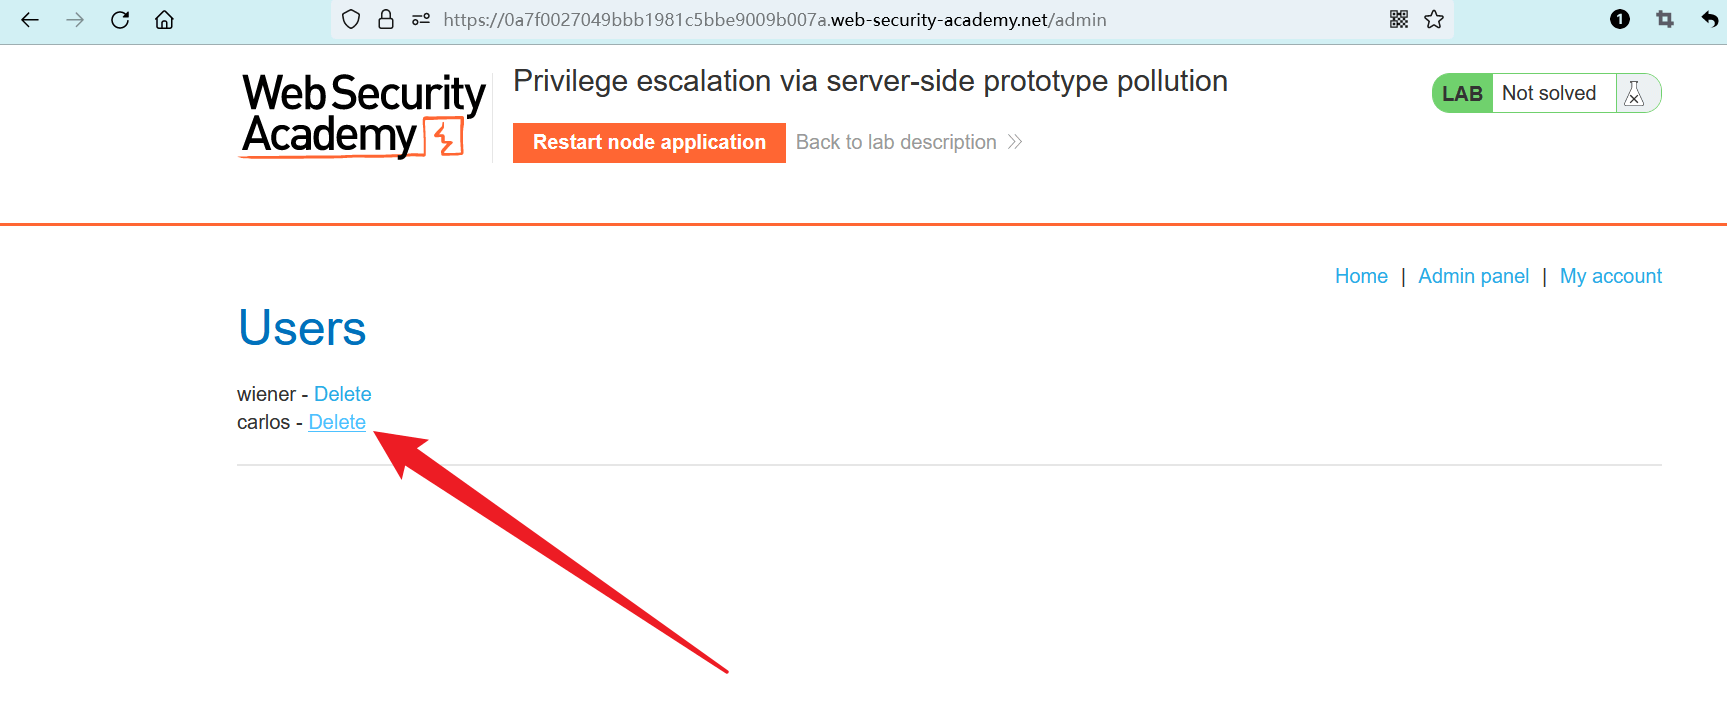 https://0a7f0027049bbb1981c5bbe9009b007a.web-security-academy.net/admin
1
Web Security
Academy
Privilege escalation via server-side prototype pollution
Restart node application
Back to lab description
LAB Not solved
Home | Admin panel | My account
Users
wiener - Delete
carlos - Delete